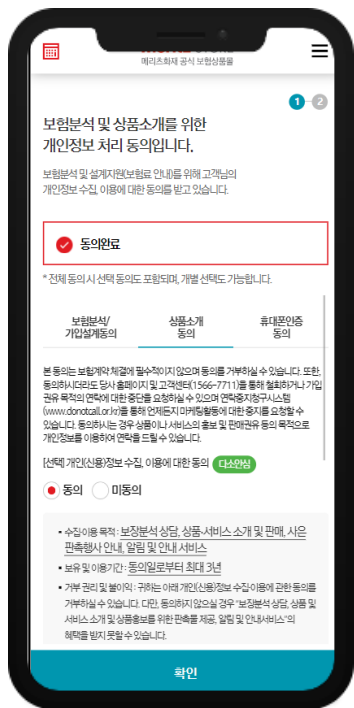 메리츠화재 공식 보험상품몰
1 2
보험분석 및 상품소개를 위한
개인정보 처리 동의입니다.
보험분석 및 설계지원(보험료 안내)를 위해 고객님의
개인정보 수집, 이용에 대한 동의를 받고 있습니다.
동의완료
* 전체 동의 시 선택 동의도 포함되며, 개별 선택도 가능합니다.
보험분석/ 상품소개 휴대폰인증
가입설계동의 동의 동의
본 동의는 보험계약 체결에 필수적이지 않으며 동의를 거부하실 수 있습니다. 또한,
동의하시더라도 당사 홈페이지 및 고객센터(1566-7711)를 통해 철회하거나 가입
권유 목적의 연락에 대한 중단을 요청하실 수 있으며 연락중지청구시스템
(www.donotcall.or.kr)를 통해 언제든지 마케팅활동에 대한 중지를 요청할 수
있습니다. 동의하시는 경우 상품이나 서비스의 홍보 및 판매권유 등의 목적으로
개인정보를 이용하여 연락을 드릴 수 있습니다.
[선택] 개인(신용)정보 수집, 이용에 대한 동의 다소안심
동의 미동의
▪ 수집·이용 목적 : 보장분석 상담, 상품·서비스 소개 및 판매, 사은
판촉행사 안내, 알림 및 안내 서비스
▪ 보유 및 이용기간 : 동의일로부터 최대 3년
▪ 거부 권리 및 불이익 : 귀하는 아래 개인(신용)정보 수집·이용에 관한 동의를
거부하실 수 있습니다. 다만, 동의하지 않으실 경우 "보장분석 상담, 상품 및
서비스 소개 및 상품홍보를 위한 판촉물 제공, 알림 및 안내서비스"의
혜택을 받지 못할 수 있습니다.
확인